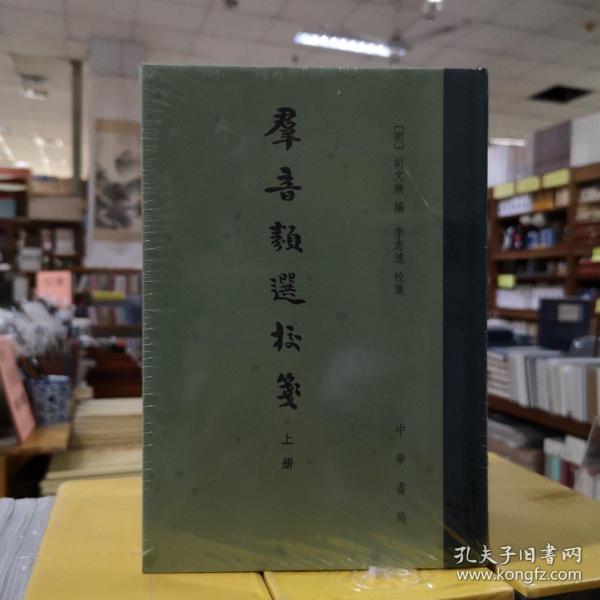 羣音類選校箋
上册
［明］胡文煥 編 李志遠 校箋
中華書局
孔夫子旧书网
www.kongfz.com